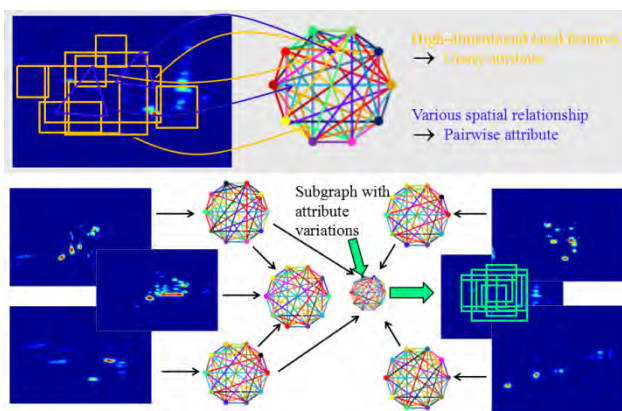 High-dimensional local features
→ Unary attribute
Various spatial relationship
→ Pairwise attribute
Subgraph with
attribute
variations